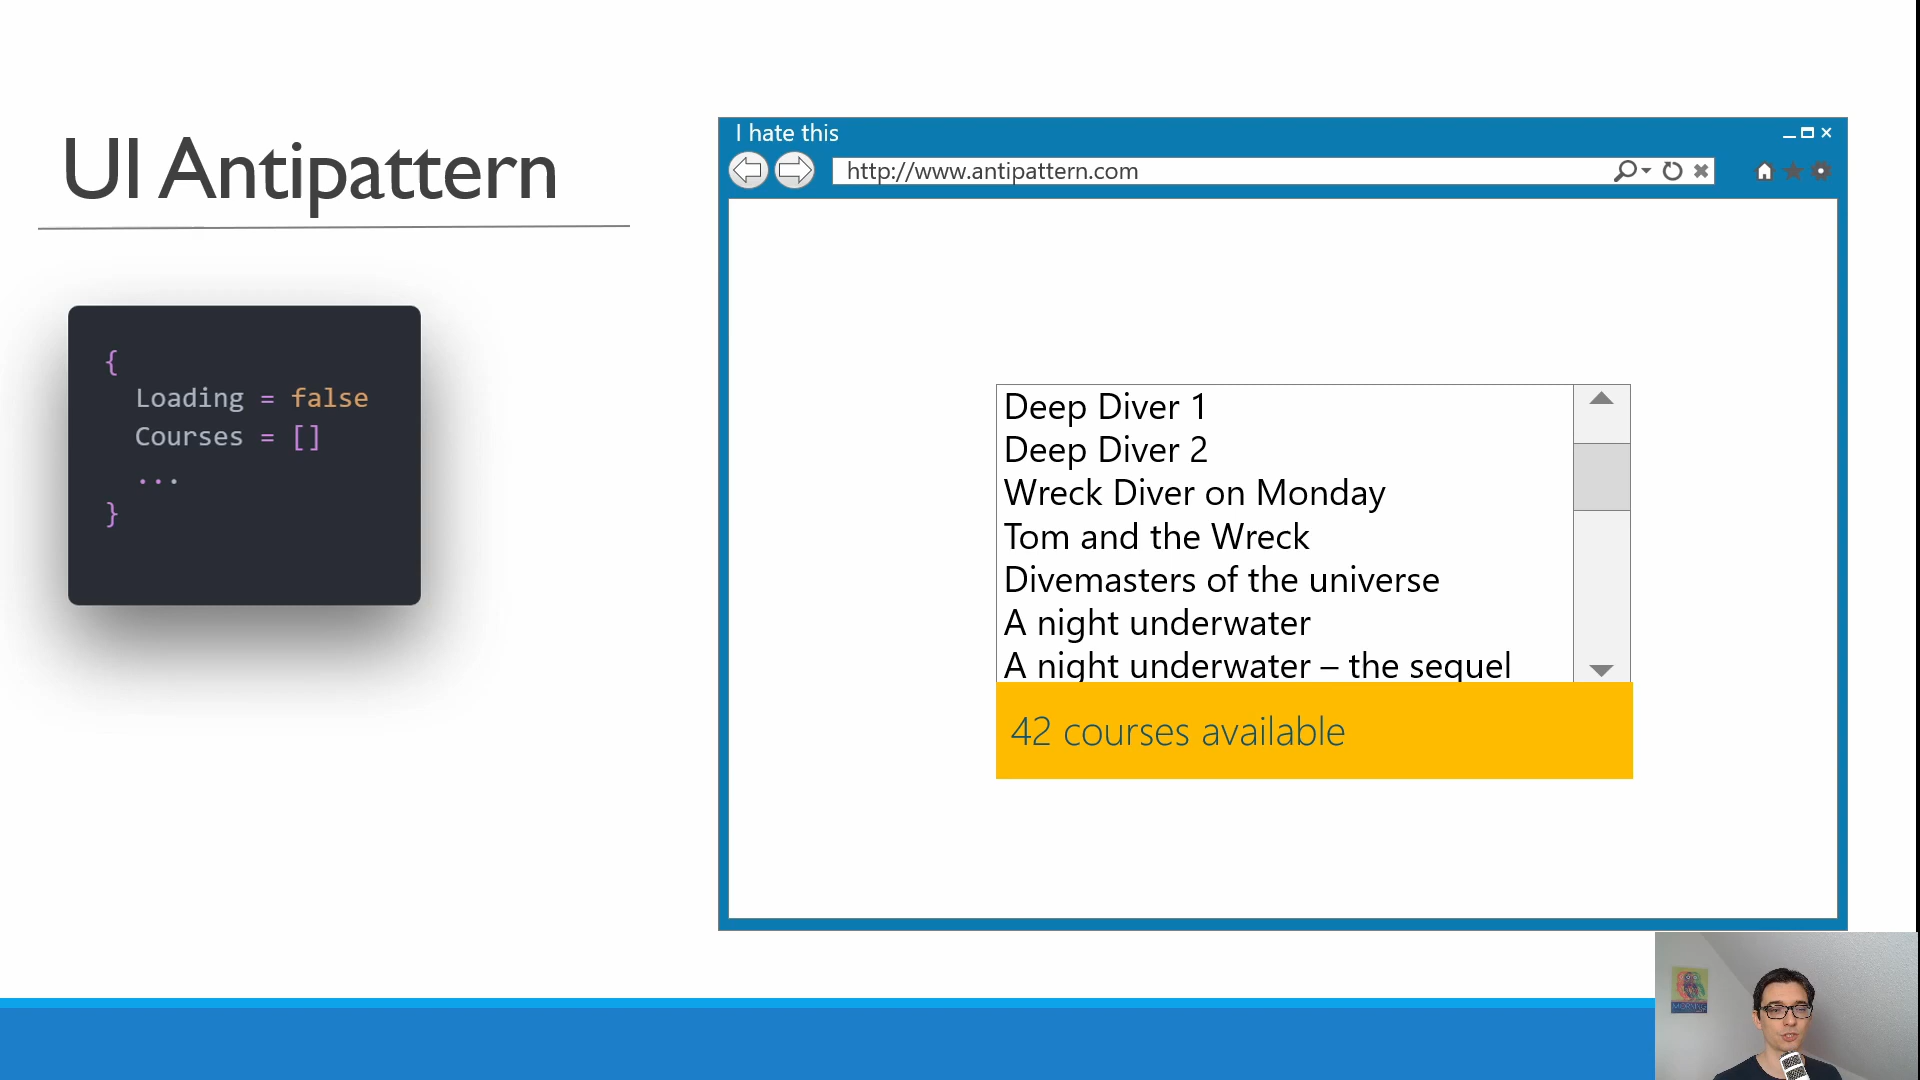 UI Antipattern
{
Loading = false
Courses = []
...
}
I hate this
http://www.antipattern.com
Deep Diver 1
Deep Diver 2
Wreck Diver on Monday
Tom and the Wreck
Divemasters of the universe
A night underwater
A night underwater – the sequel
42 courses available